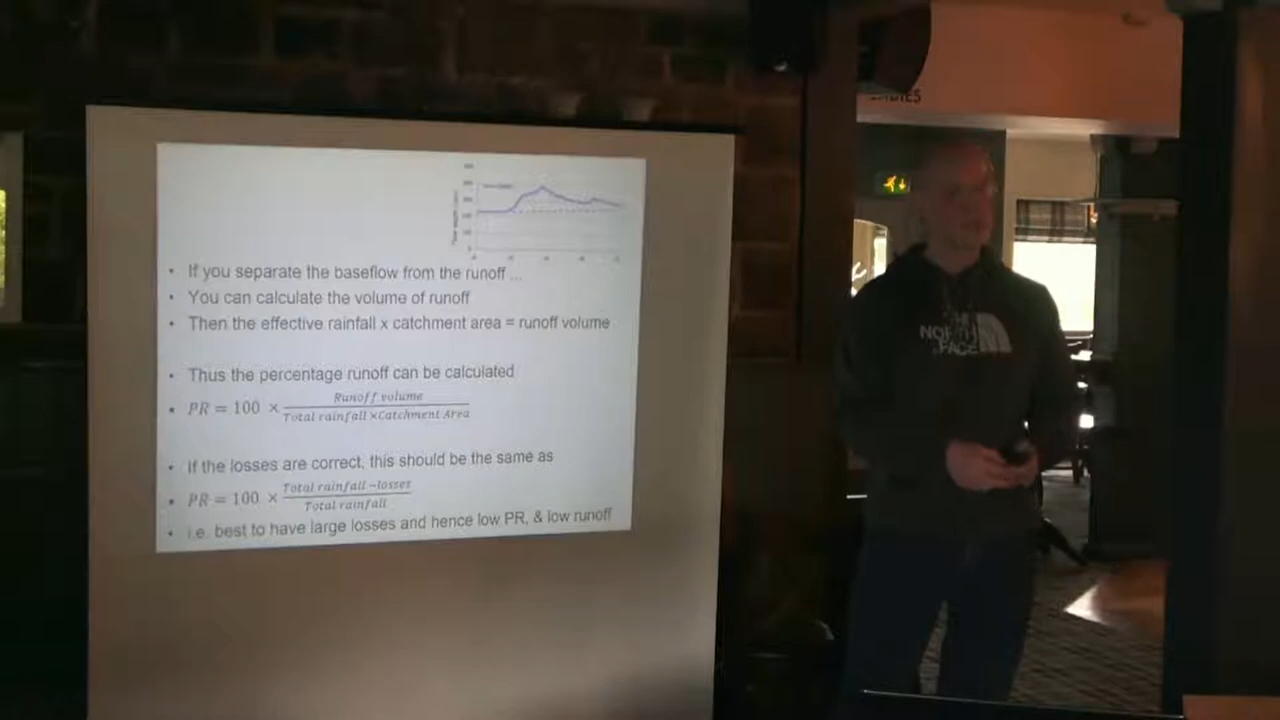 • If you separate the baseflow from the runoff ...
• You can calculate the volume of runoff
• Then the effective rainfall x catchment area = runoff volume
• Thus the percentage runoff can be calculated
• PR = 100 × Runoff volume / Total rainfall ×Catchment Area
• If the losses are correct, this should be the same as
• PR = 100 × Total rainfall −losses / Total rainfall
• i.e. best to have large losses and hence low PR, & low runoff
THE
NORTH
FACE